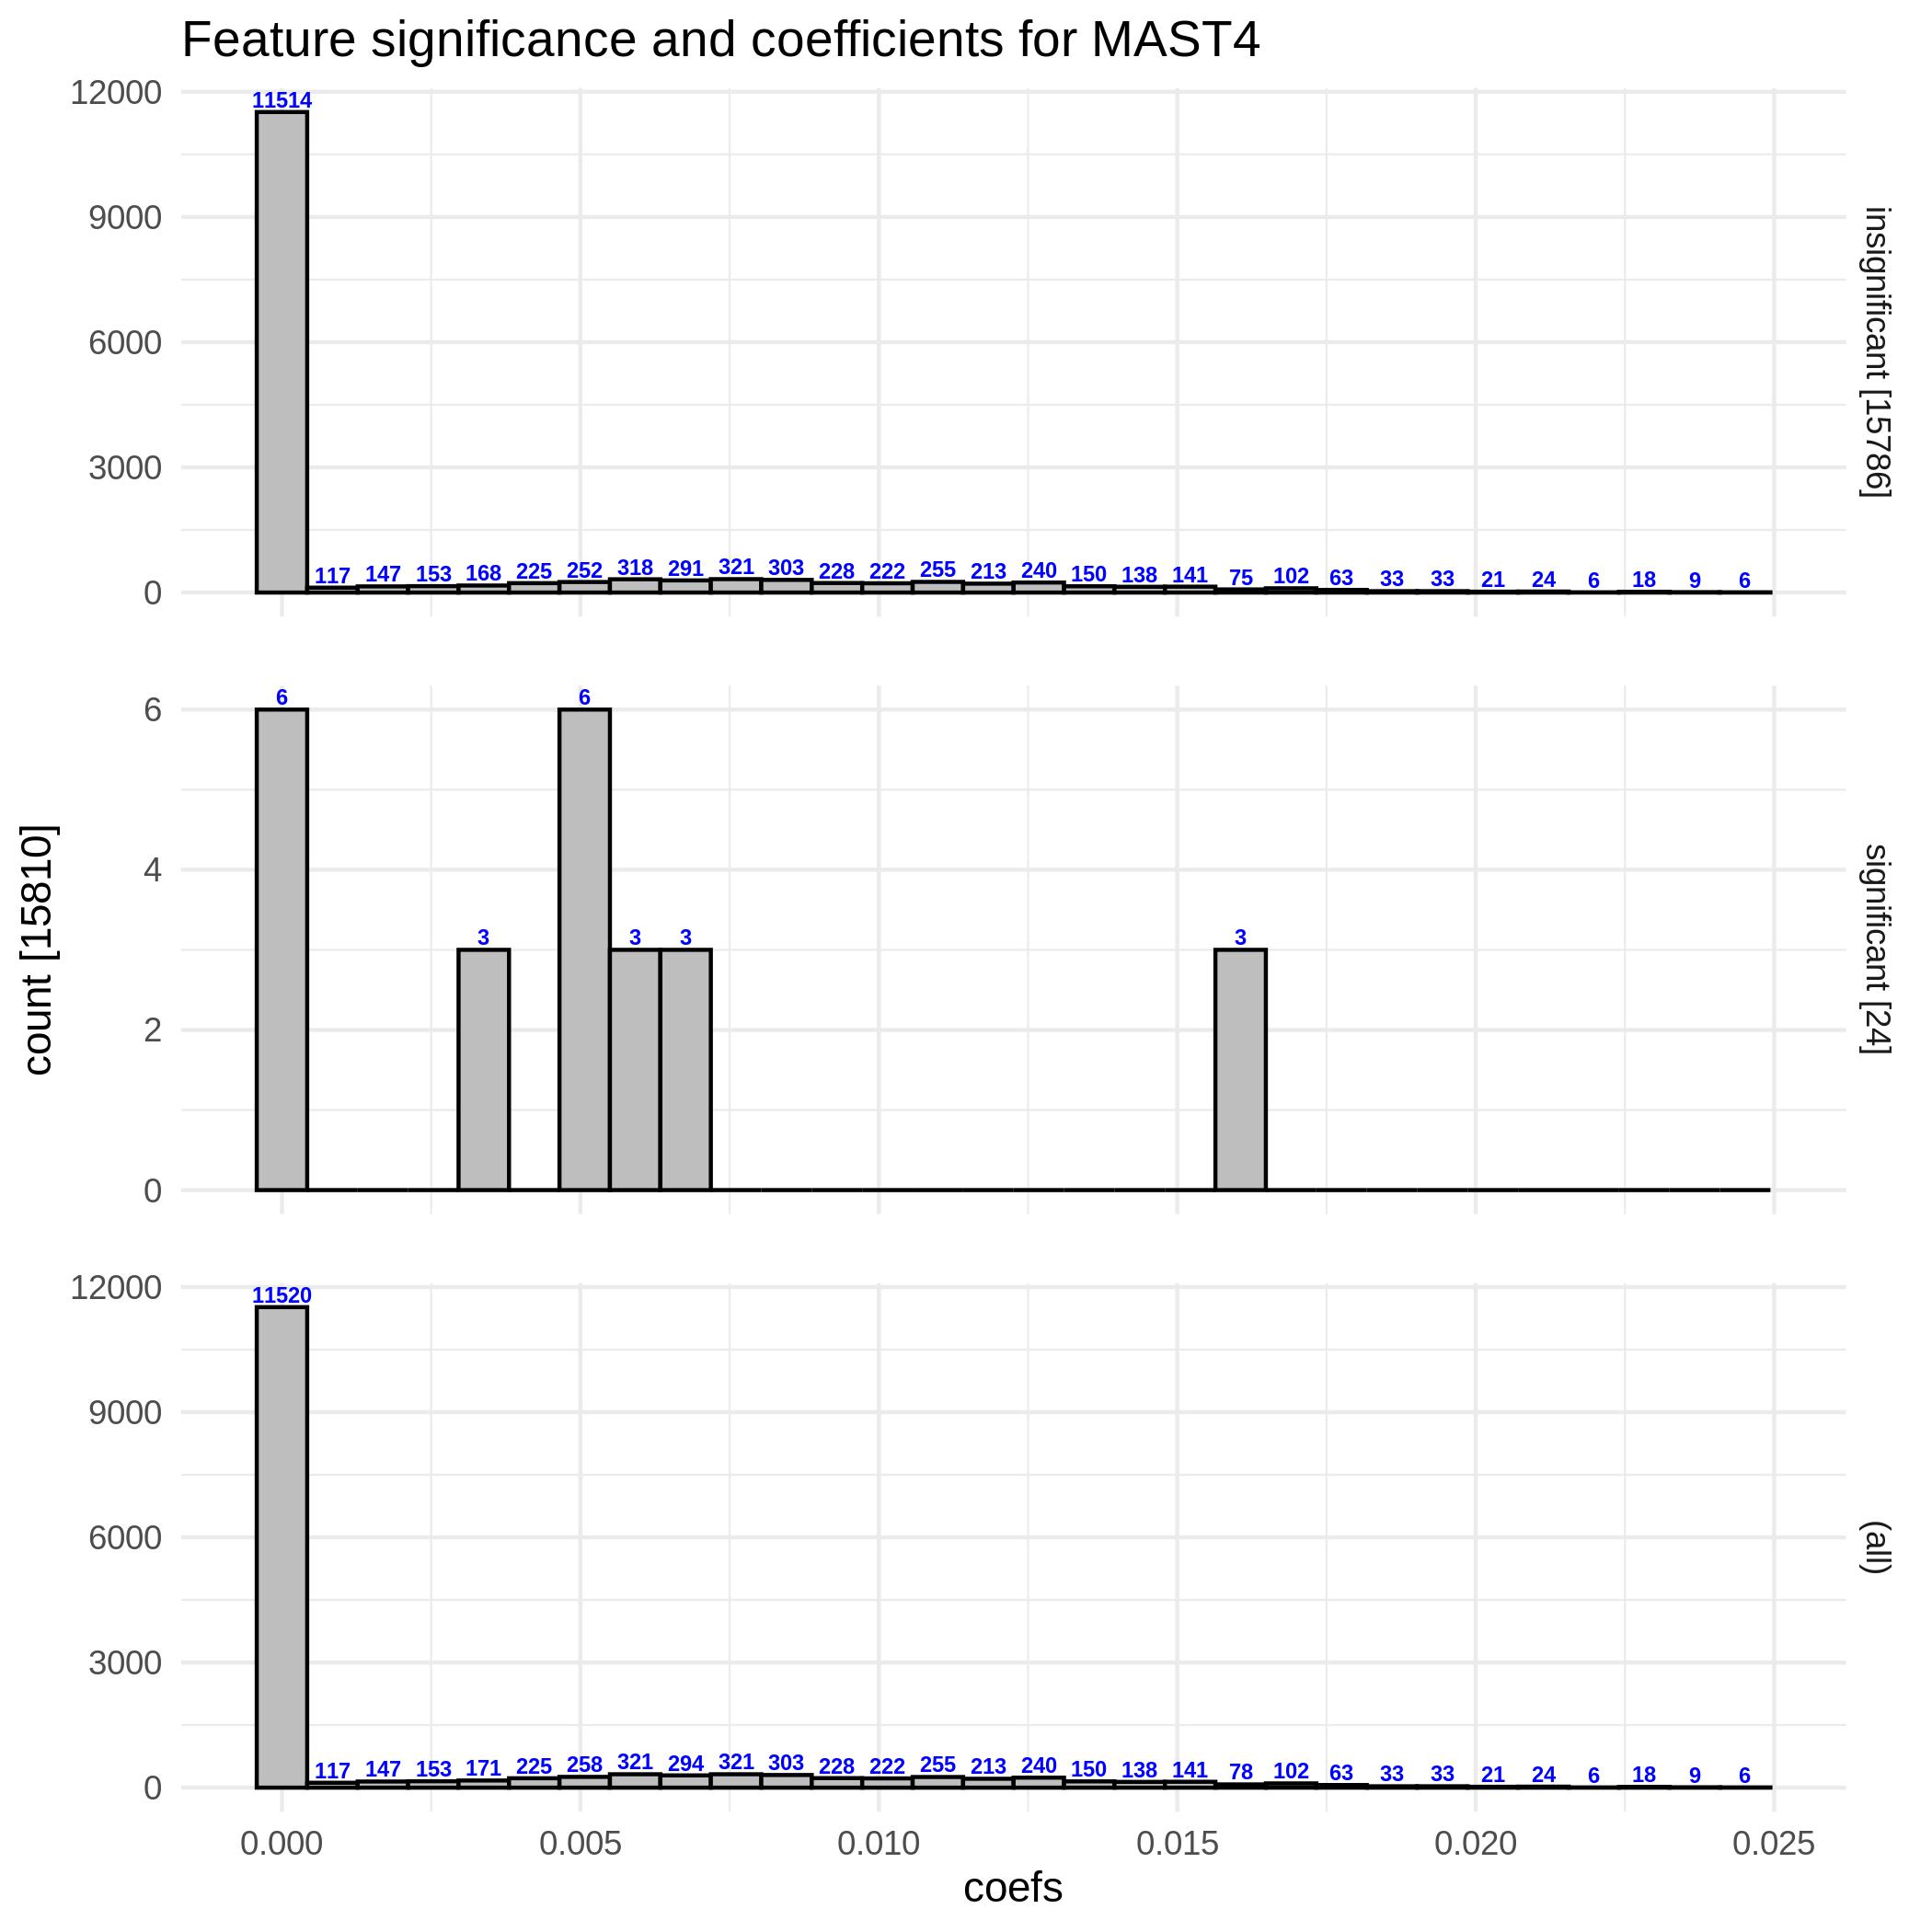 Feature significance and coefficients for MAST4
12000
9000
6000
3000
0
11514
117 147 153 168 225 252 318 291 321 303 228 222 255 213 240 150 138 141 75 102 63 33 33 21 24 6 18 9 6
insignificant [15786]
count [15810]
6
4
2
0
6 3 6 3 3 3
significant [24]
12000
9000
6000
3000
0
11520
117 147 153 171 225 258 321 294 321 303 228 222 255 213 240 150 138 141 78 102 63 33 33 21 24 6 18 9 6
(all)
0.000 0.005 0.010 0.015 0.020 0.025
coefs